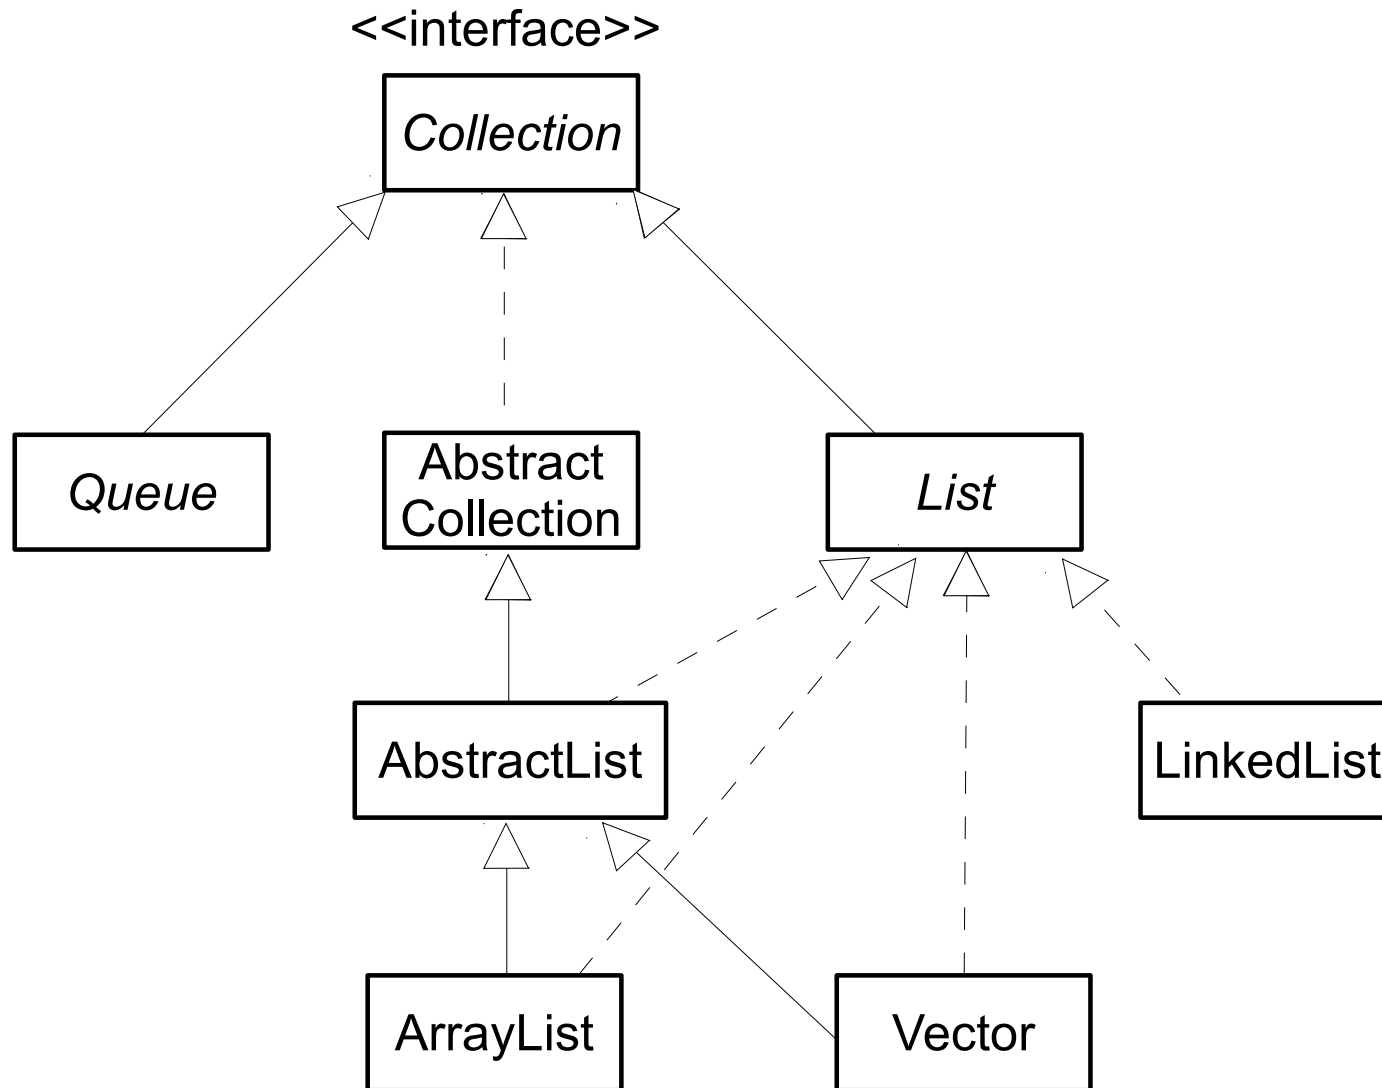 <<interface>>
Collection
Queue
Abstract
Collection
List
AbstractList
LinkedList
ArrayList
Vector